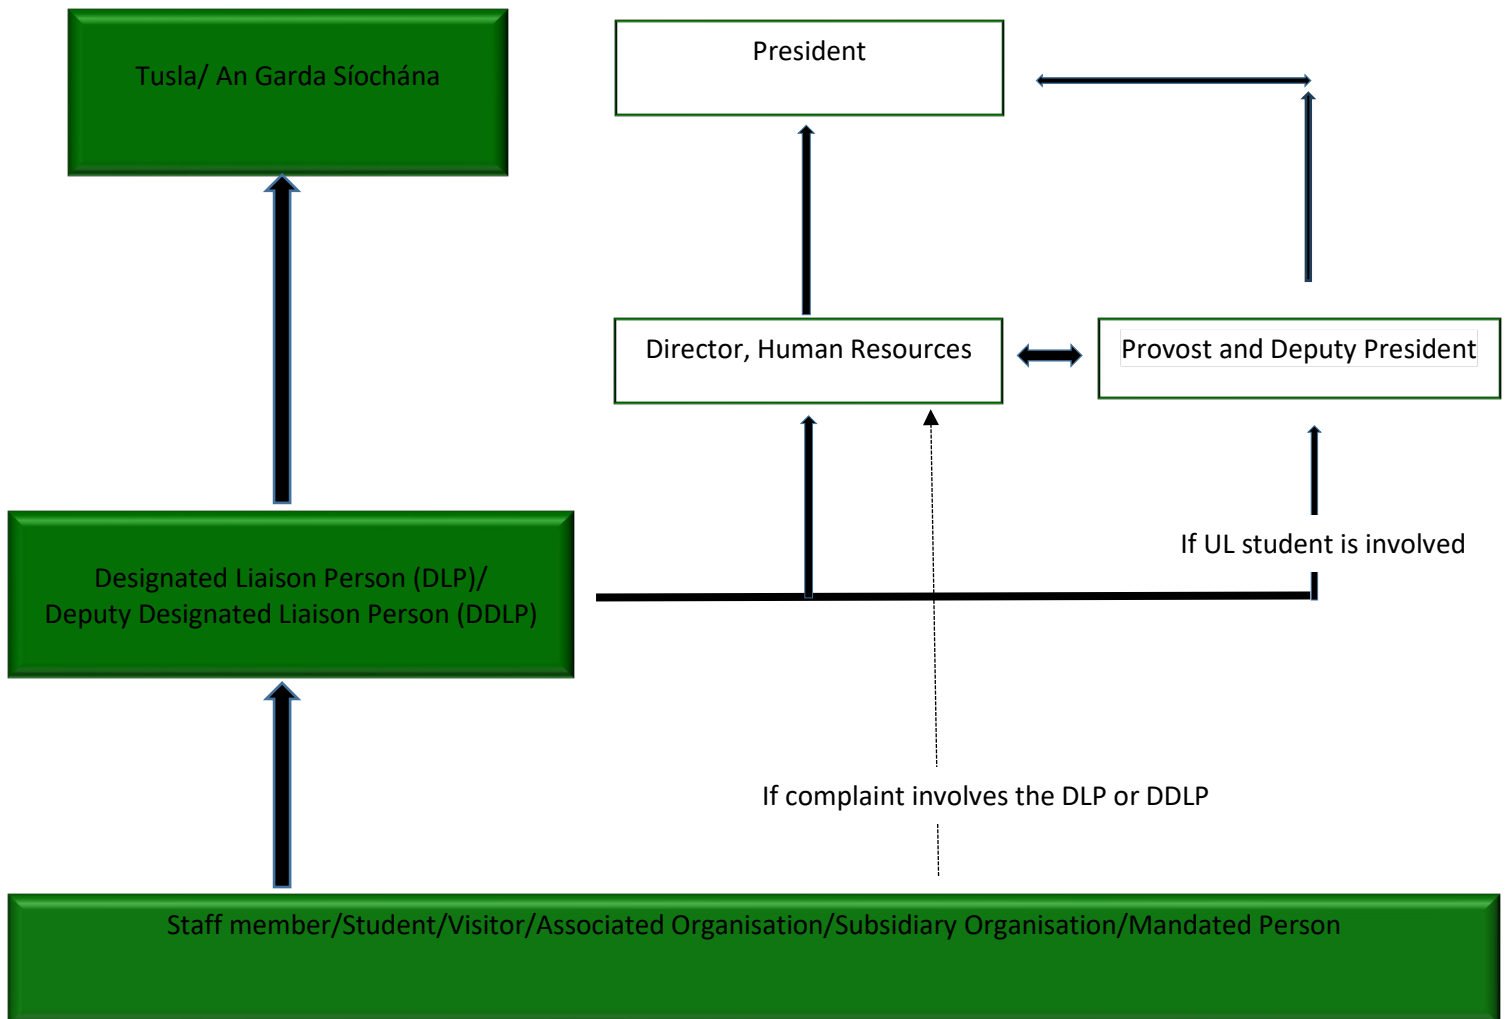 Tusla/ An Garda Síochána
President
Director, Human Resources
Provost and Deputy President
If UL student is involved
Designated Liaison Person (DLP)/
Deputy Designated Liaison Person (DDLP)
If complaint involves the DLP or DDLP
Staff member/Student/Visitor/Associated Organisation/Subsidiary Organisation/Mandated Person